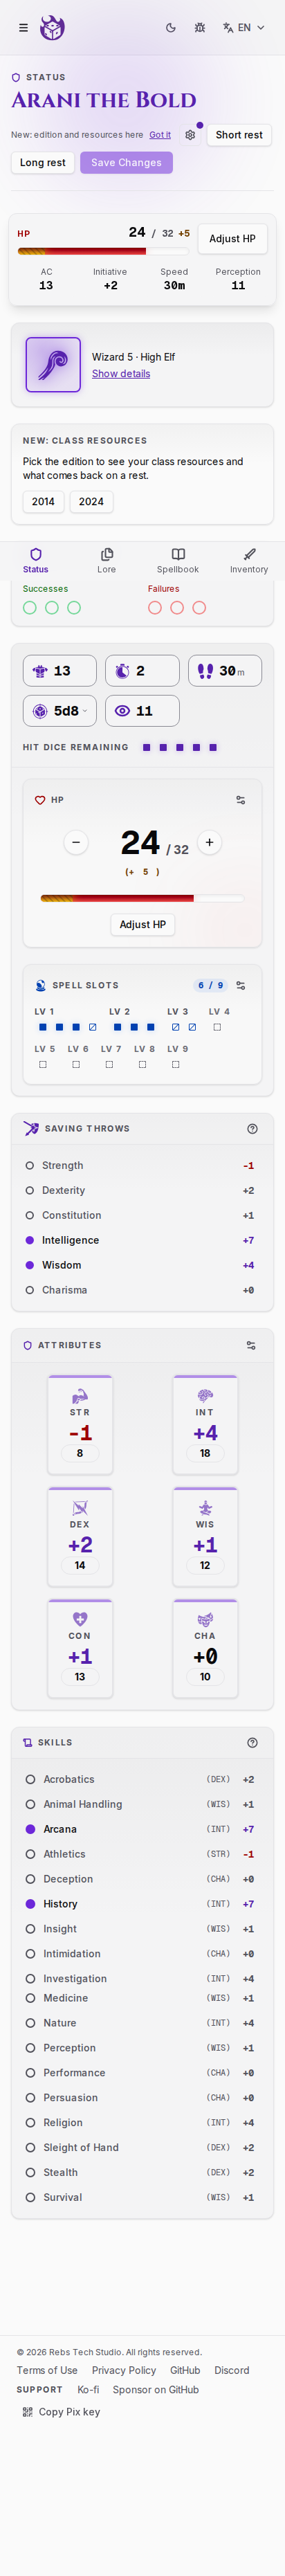 EN
STATUS
Arani the Bold
New: edition and resources here Got it
Short rest
Long rest
Save Changes
HP
24 / 32 +5
Adjust HP
AC Initiative Speed Perception
13 +2 30m 11
Wizard 5 · High Elf
Show details
NEW: CLASS RESOURCES
Pick the edition to see your class resources and
what comes back on a rest.
2014 2024
Status Lore Spellbook Inventory
Successes Failures
13 2 30m
5d8 11
HIT DICE REMAINING
HP
24 / 32
(+ 5 )
Adjust HP
SPELL SLOTS 6 / 9
LV 1 LV 2 LV 3 LV 4
LV 5 LV 6 LV 7 LV 8 LV 9
SAVING THROWS
Strength -1
Dexterity +2
Constitution +1
Intelligence +7
Wisdom +4
Charisma +0
ATTRIBUTES
STR INT
-1 +4
8 18
DEX WIS
+2 +1
14 12
CON CHA
+1 +0
13 10
SKILLS
Acrobatics (DEX) +2
Animal Handling (WIS) +1
Arcana (INT) +7
Athletics (STR) -1
Deception (CHA) +0
History (INT) +7
Insight (WIS) +1
Intimidation (CHA) +0
Investigation (INT) +4
Medicine (WIS) +1
Nature (INT) +4
Perception (WIS) +1
Performance (CHA) +0
Persuasion (CHA) +0
Religion (INT) +4
Sleight of Hand (DEX) +2
Stealth (DEX) +2
Survival (WIS) +1
© 2026 Rebs Tech Studio. All rights reserved.
Terms of Use Privacy Policy GitHub Discord
SUPPORT Ko-fi Sponsor on GitHub
Copy Pix key